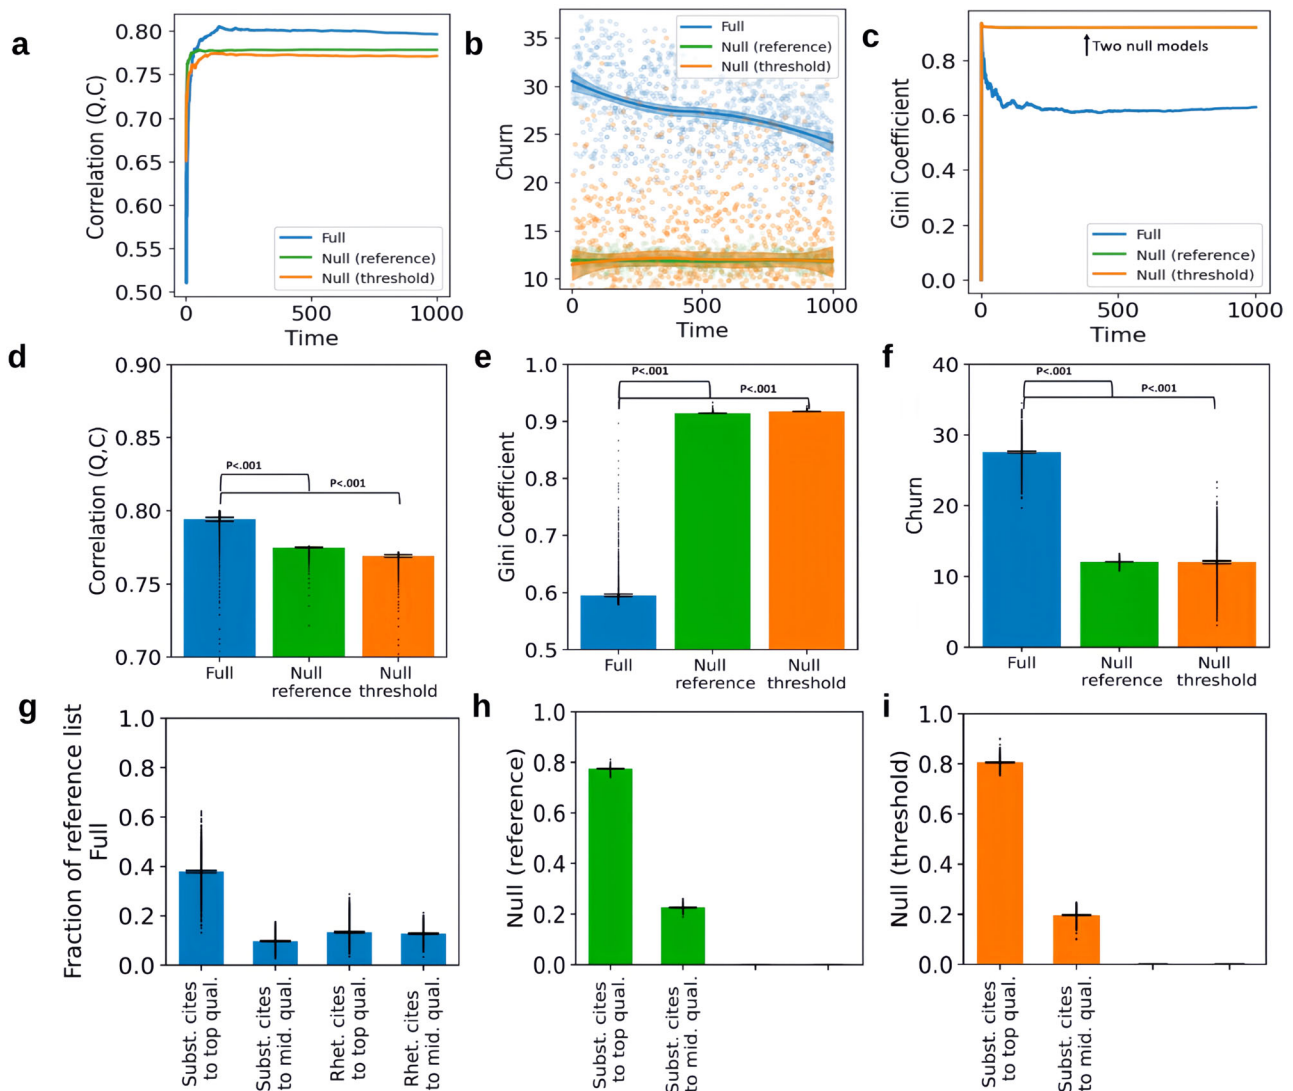 a
Correlation (Q,C)
0.80
0.75
0.70
0.65
0.60
0.55
0.50
Full
Null (reference)
Null (threshold)
0
500
1000
Time
b
Churn
35
30
25
20
15
10
Full
Null (reference)
Null (threshold)
0
500
1000
Time
c
Gini Coefficient
0.8
0.6
0.4
0.2
0.0
Two null models
Full
Null (reference)
Null (threshold)
0
500
1000
Time
d
Correlation (Q,C)
0.90
0.85
0.80
0.75
0.70
P<.001
P<.001
Full
Null
reference
Null
threshold
e
Gini Coefficient
1.0
0.9
0.8
0.7
0.6
0.5
P<.001
P<.001
Full
Null
reference
Null
threshold
f
Churn
40
30
20
10
0
P<.001
P<.001
Full
Null
reference
Null
threshold
g
Fraction of reference list
Full
1.0
0.8
0.6
0.4
0.2
0.0
Subst. cites
to top qual.
Subst. cites
to mid. qual.
Rhet. cites
to top qual.
Rhet. cites
to mid. qual.
h
Null (reference)
1.0
0.8
0.6
0.4
0.2
0.0
Subst. cites
to top qual.
Subst. cites
to mid. qual.
i
Null (threshold)
1.0
0.8
0.6
0.4
0.2
0.0
Subst. cites
to top qual.
Subst. cites
to mid. qual.